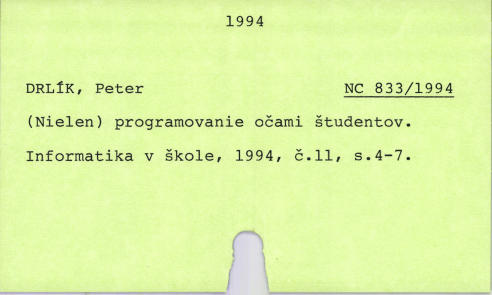 1994
DRLÍK, Peter NC 833/1994
(Nielen) programovanie očami študentov.
Informatika v škole, 1994, č.11, s.4-7.